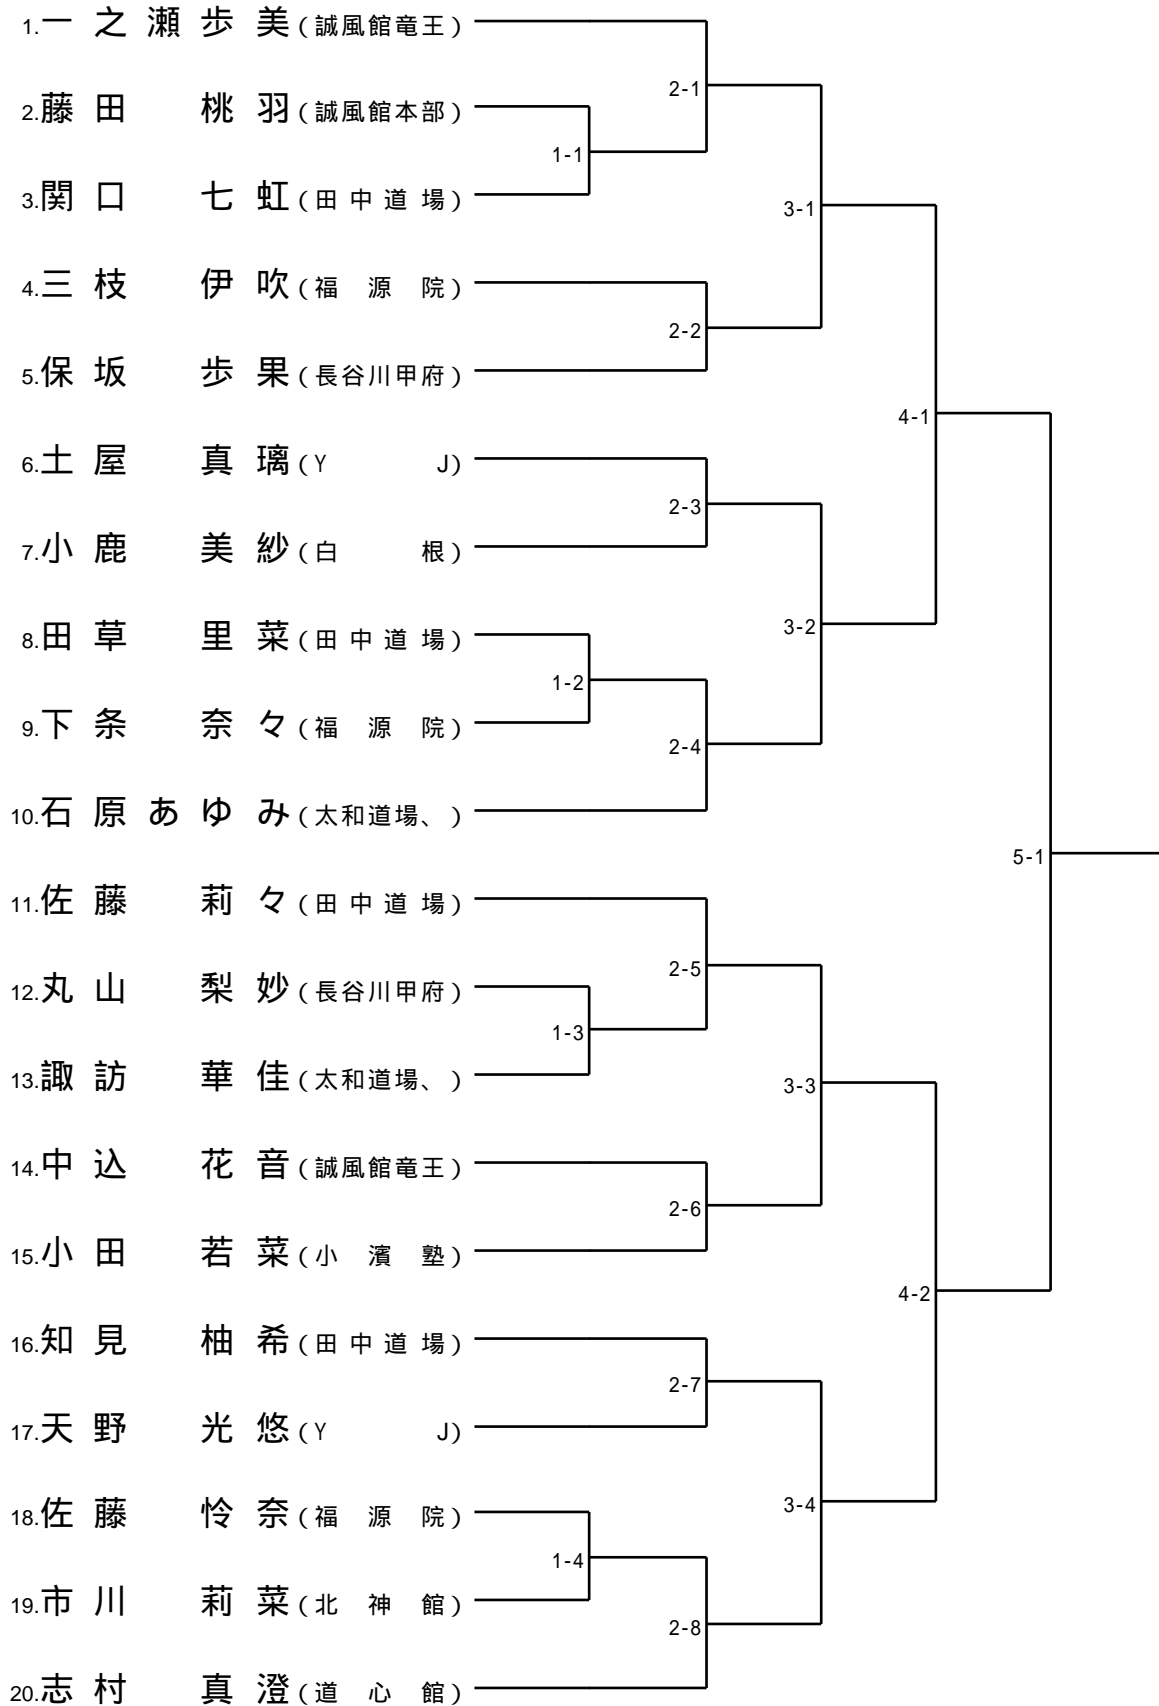 1.一之瀬歩美(誠風館竜王)
2-1
2.藤田 桃羽(誠風館本部)
1-1
3.関口 七虹(田中道場)
3-1
4.三枝 伊吹(福源院)
2-2
5.保坂 歩果(長谷川甲府)
4-1
6.土屋 真璃(Y J)
2-3
7.小鹿 美紗(白根)
3-2
8.田草 里菜(田中道場)
1-2
9.下条 奈々(福源院)
2-4
10.石原あゆみ(太和道場、)
5-1
11.佐藤 莉々(田中道場)
2-5
12.丸山 梨妙(長谷川甲府)
1-3
13.諏訪 華佳(太和道場、)
3-3
14.中込 花音(誠風館竜王)
2-6
15.小田 若菜(小濱塾)
4-2
16.知見 柚希(田中道場)
2-7
17.天野 光悠(Y J)
3-4
18.佐藤 怜奈(福源院)
1-4
19.市川 莉菜(北神館)
2-8
20.志村 真澄(道心館)